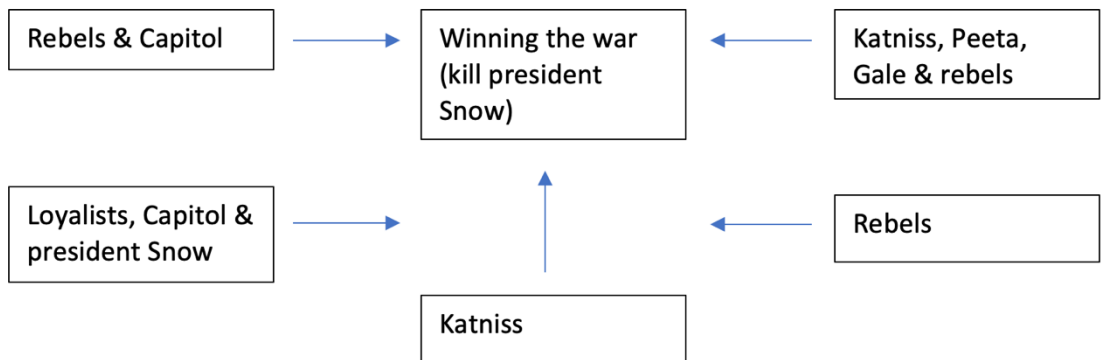 Rebels & Capitol
Winning the war
(kill president
Snow)
Katniss, Peeta,
Gale & rebels
Loyalists, Capitol &
president Snow
Rebels
Katniss